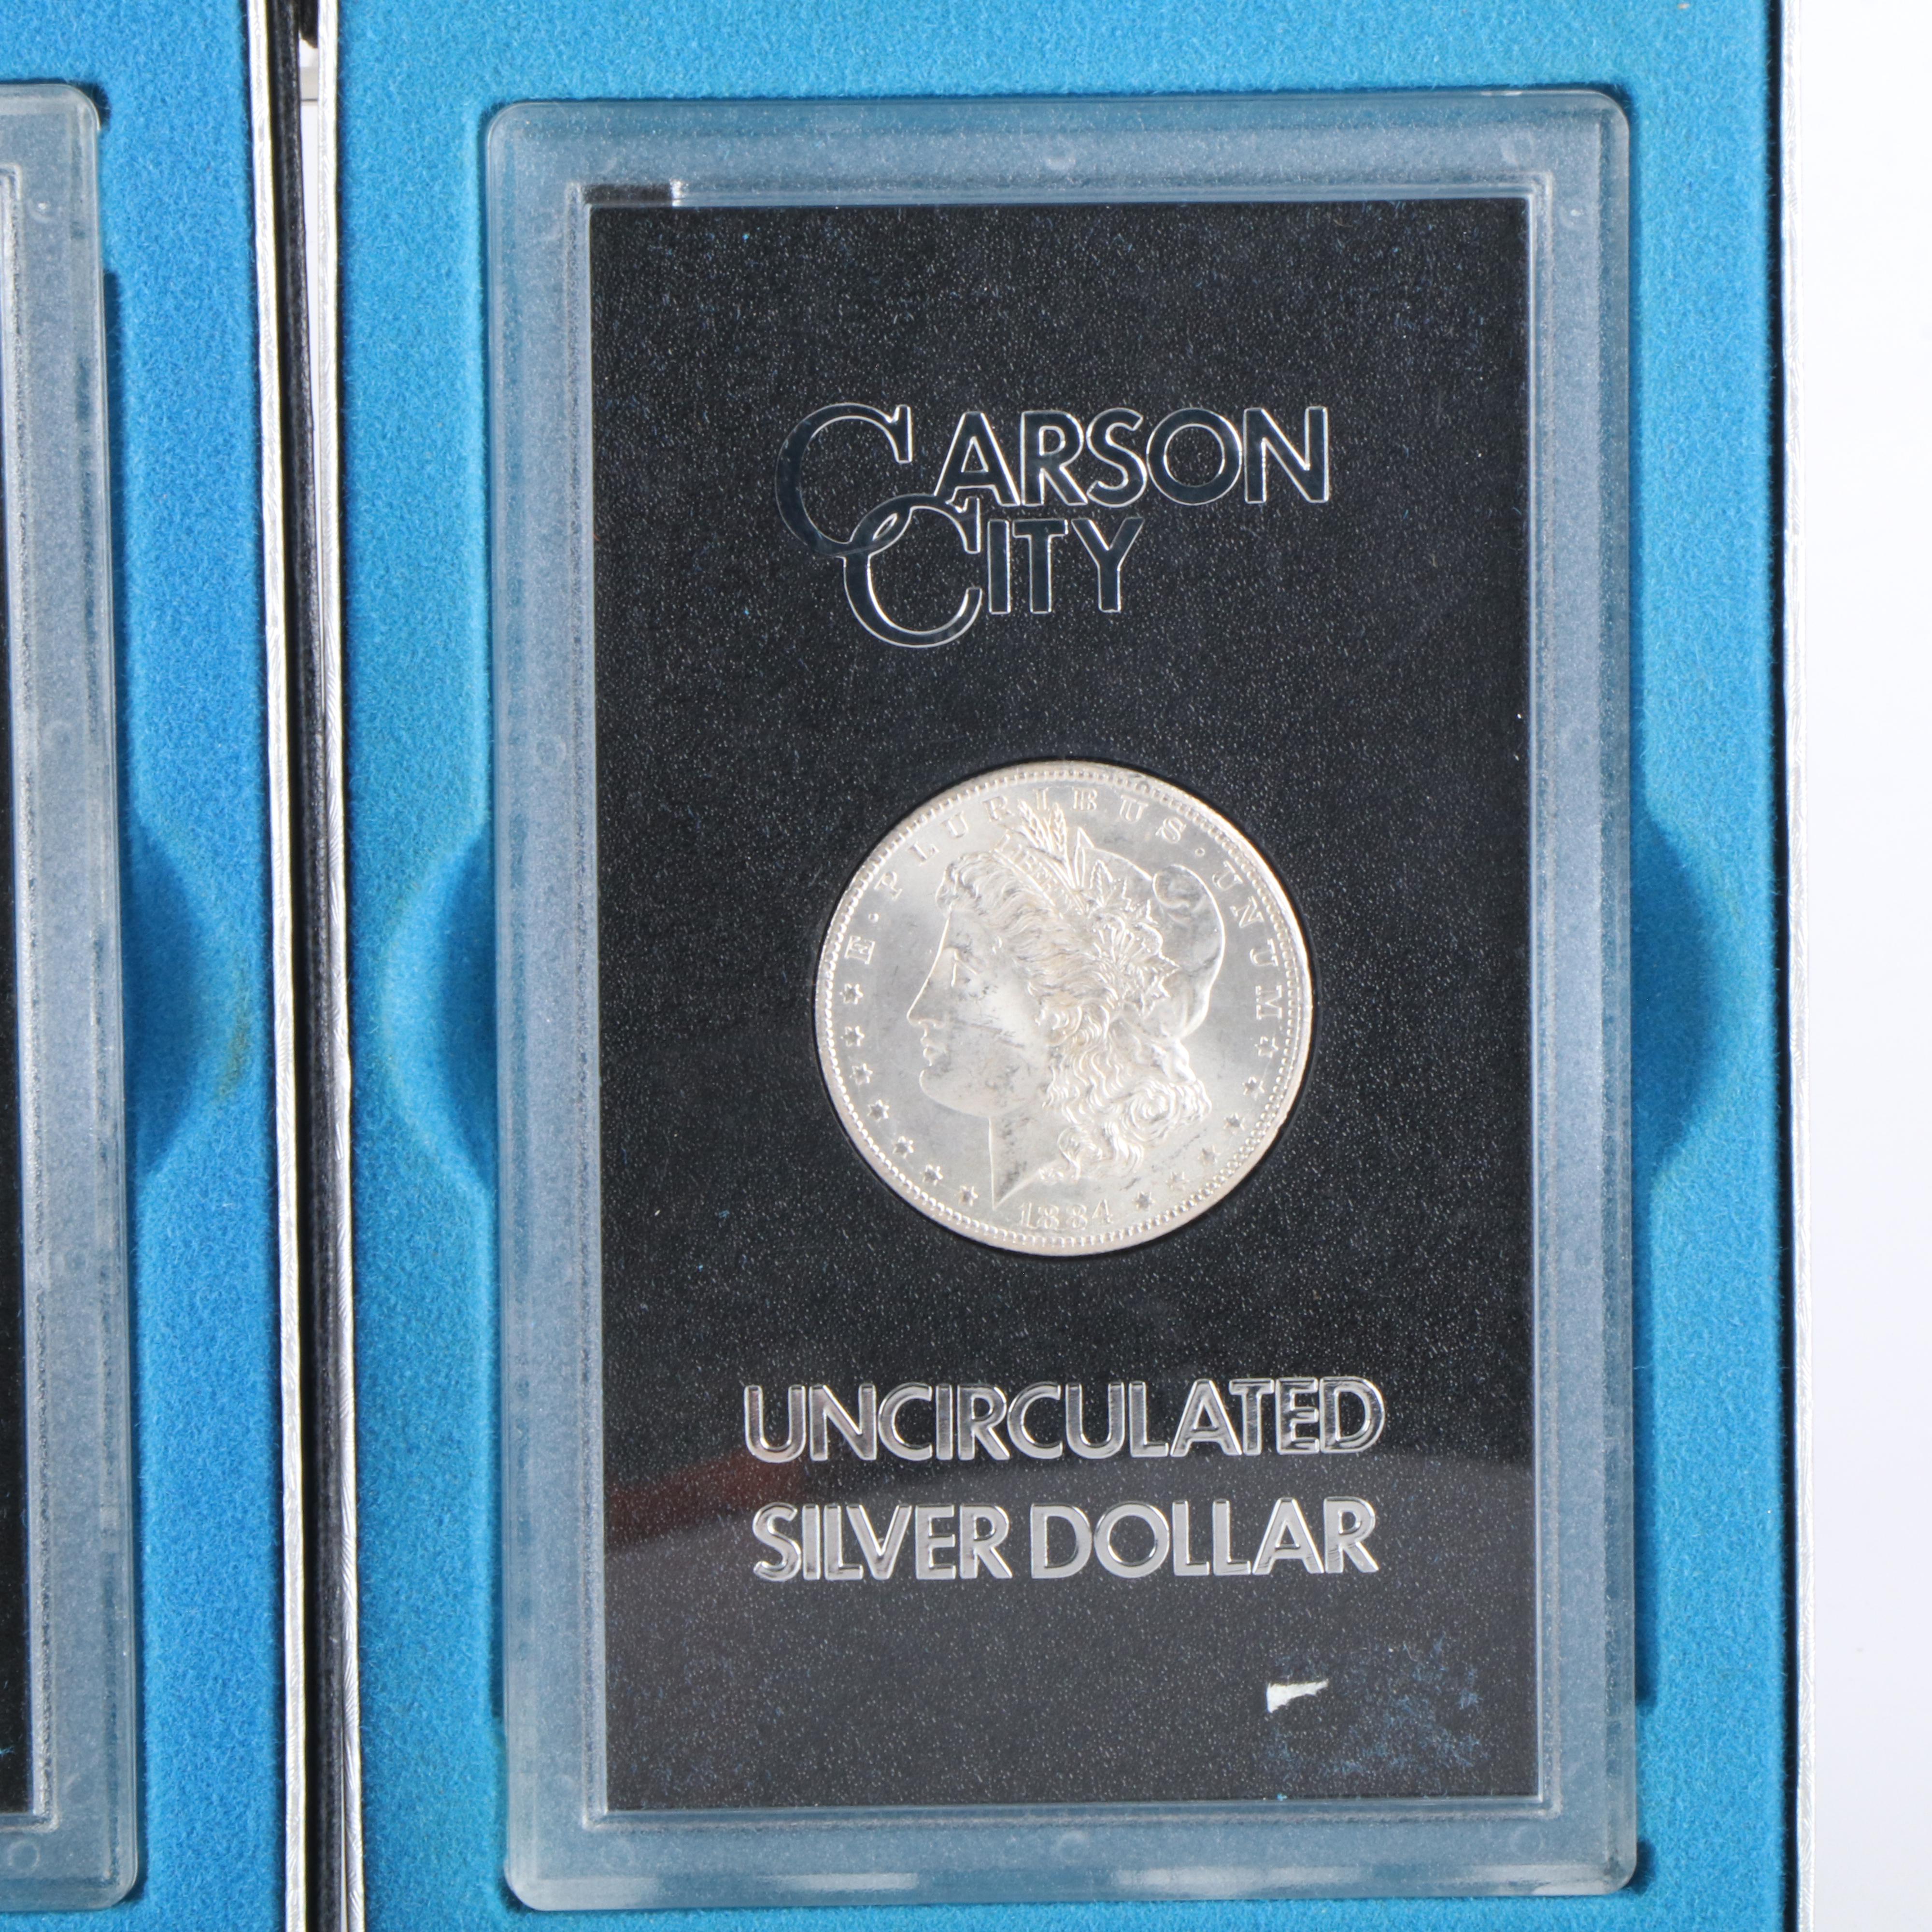 CARSON
CITY
E · PLURIBUS · UNUM
1884
UNCIRCULATED
SILVER DOLLAR